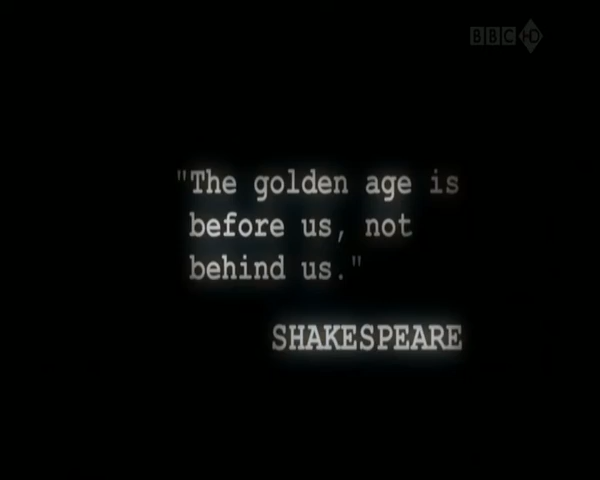 BBC HD
"The golden age is
before us, not
behind us."
SHAKESPEARE